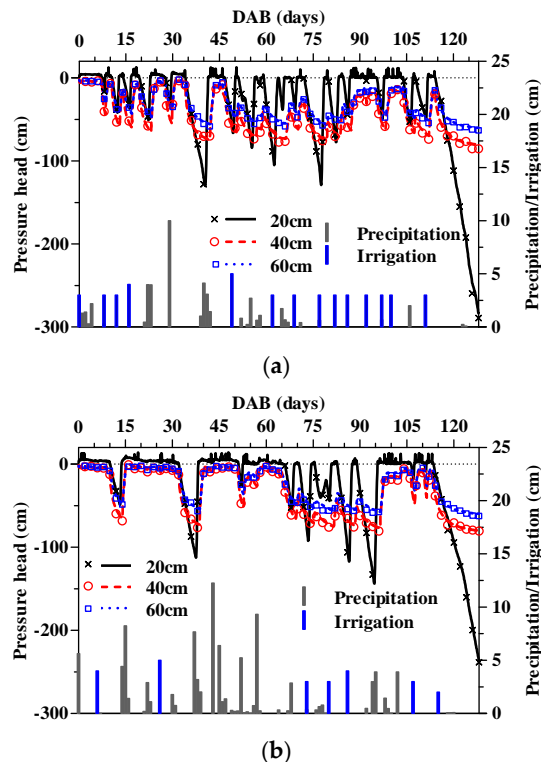 DAB (days)
0 15 30 45 60 75 90 105 120
Pressure head (cm)
0
-100
-200
-300
25
20
15
10
5
0
Precipitation/Irrigation (cm)
20cm
40cm
60cm
Precipitation
Irrigation
(a)
DAB (days)
0 15 30 45 60 75 90 105 120
Pressure head (cm)
0
-100
-200
-300
25
20
15
10
5
0
Precipitation/Irrigation (cm)
20cm
40cm
60cm
Precipitation
Irrigation
(b)